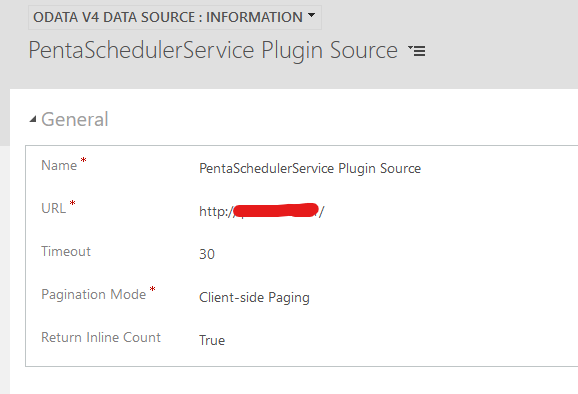 ODATA V4 DATA SOURCE : INFORMATION
PentaSchedulerService Plugin Source
General
Name * PentaSchedulerService Plugin Source
URL * http:// /
Timeout 30
Pagination Mode * Client-side Paging
Return Inline Count True